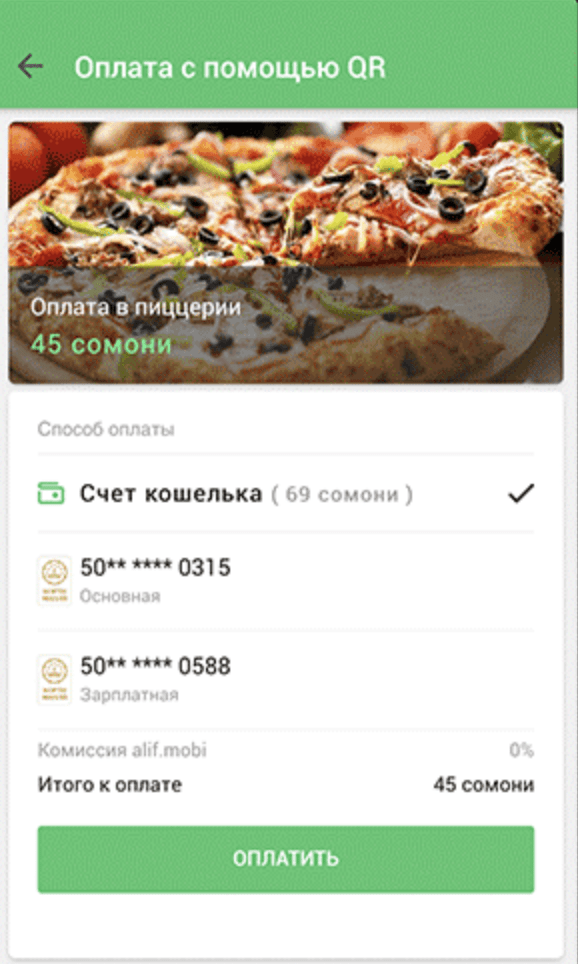 Оплата с помощью QR
Оплата в пиццерии
45 сомони
Способ оплаты
Счет кошелька ( 69 сомони )
50** **** 0315
Основная
50** **** 0588
Зарплатная
Комиссия alif.mobi 0%
Итого к оплате 45 сомони
ОПЛАТИТЬ